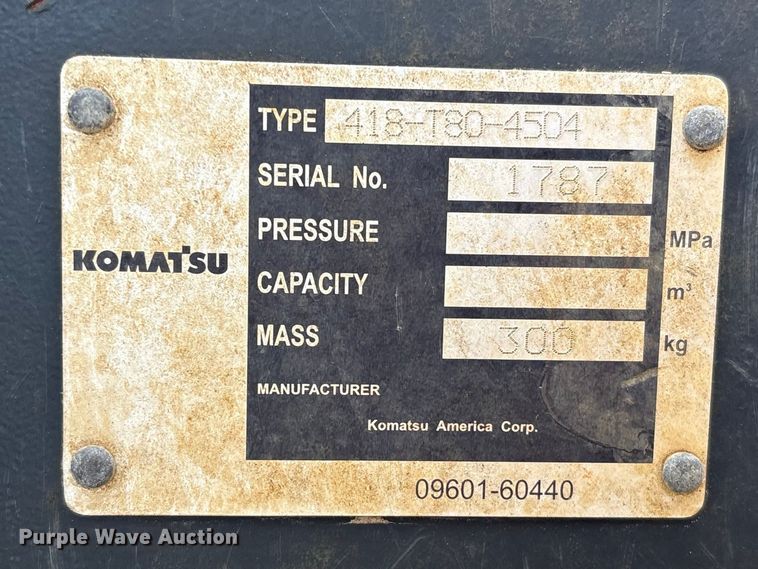 KOMATSU
TYPE 418-T80-4504
SERIAL No. 1787
PRESSURE MPa
CAPACITY m³
MASS 300 kg
MANUFACTURER
Komatsu America Corp.
09601-60440
Purple Wave Auction